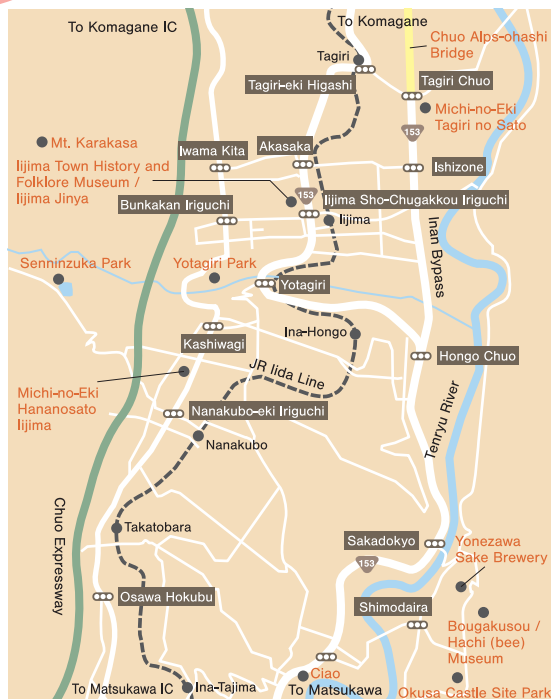 To Komagane
To Komagane
Chuo Alps-ohashi
Bridge
Tagiri
Tagiri-eki Higashi
Tagiri Chuo
Michi-no-Eki
Tagiri no Sato
153
Mt. Karakasa
Akasaka
Iwama Kita
Ishizone
Iijima Town History and
Folklore Museum /
Iijima Jinya
153
Iijima Sho-Chugakkou Iriguchi
Bunkakan Iriguchi
Iijima
Inan Bypass
Senninzuka Park
Yotagiri Park
Yotagiri
Kashiwagi
Ina-Hongo
Hongo Chuo
JR Iida Line
Michi-no-Eki
Hananosato
Iijima
Nanakubo-eki Iriguchi
Nanakubo
Tenryu River
Chuo Expressway
Takatobara
Sakadokyo
153
Yonezawa
Sake Brewery
Osawa Hokubu
Shimodaira
Bougakusou /
Hachi (bee)
Museum
Ciao
To Matsukawa IC
Ina-Tajima
To Matsukawa
Okusa Castle Site Park